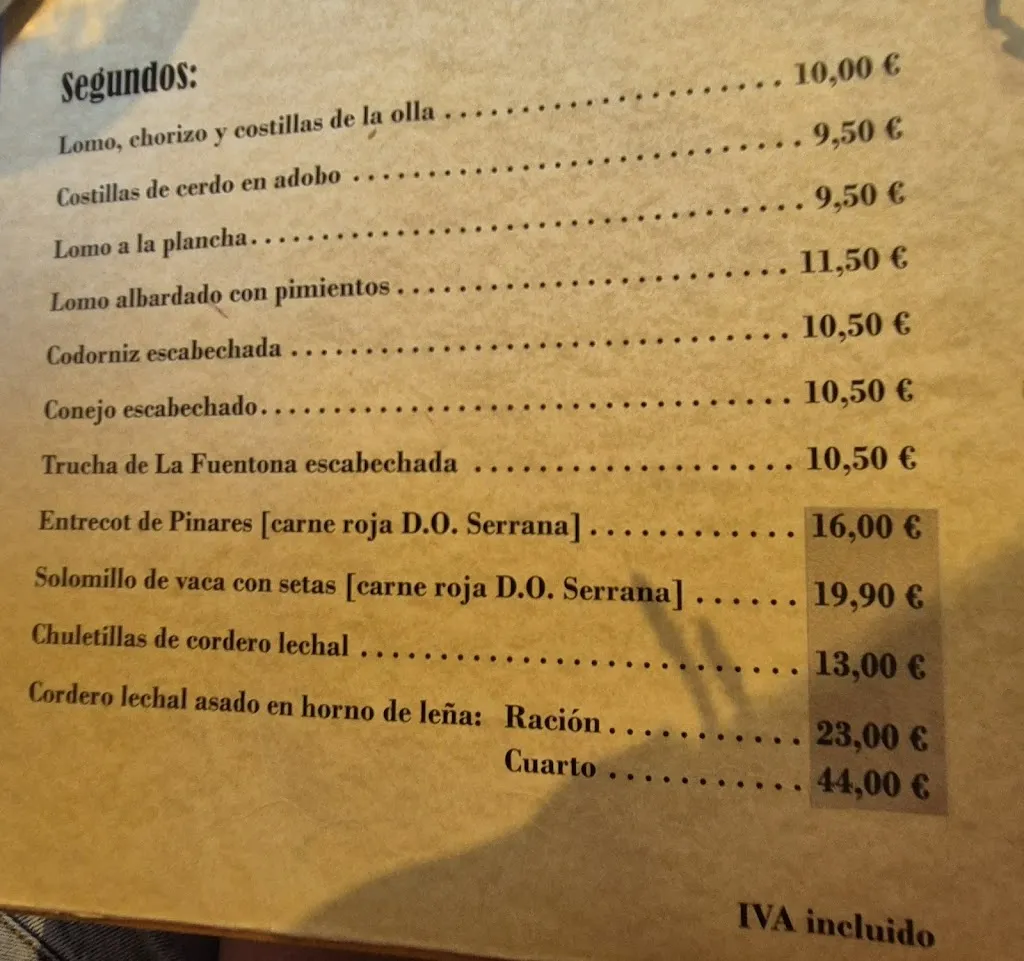 Segundos:
Lomo, chorizo y costillas de la olla . . . . . . . . . . . . . . . . . . . . . 10,00 €
Costillas de cerdo en adobo . . . . . . . . . . . . . . . . . . . . . . . . . . . . 9,50 €
Lomo a la plancha. . . . . . . . . . . . . . . . . . . . . . . . . . . . . . . . . . 9,50 €
Lomo albardado con pimientos . . . . . . . . . . . . . . . . . . . . . . . . 11,50 €
Codorniz escabechada . . . . . . . . . . . . . . . . . . . . . . . . . . . . . . 10,50 €
Conejo escabechado. . . . . . . . . . . . . . . . . . . . . . . . . . . . . . . . 10,50 €
Trucha de La Fuentona escabechada . . . . . . . . . . . . . . . . . . . . 10,50 €
Entrecot de Pinares [carne roja D.O. Serrana] . . . . . . . . . . . . 16,00 €
Solomillo de vaca con setas [carne roja D.O. Serrana] . . . . . . 19,90 €
Chuletillas de cordero lechal . . . . . . . . . . . . . . . . . . . . . . . . . . 13,00 €
Cordero lechal asado en horno de leña: Ración . . . . . . . . . . . 23,00 €
Cuarto . . . . . . . . . . . 44,00 €
IVA incluido